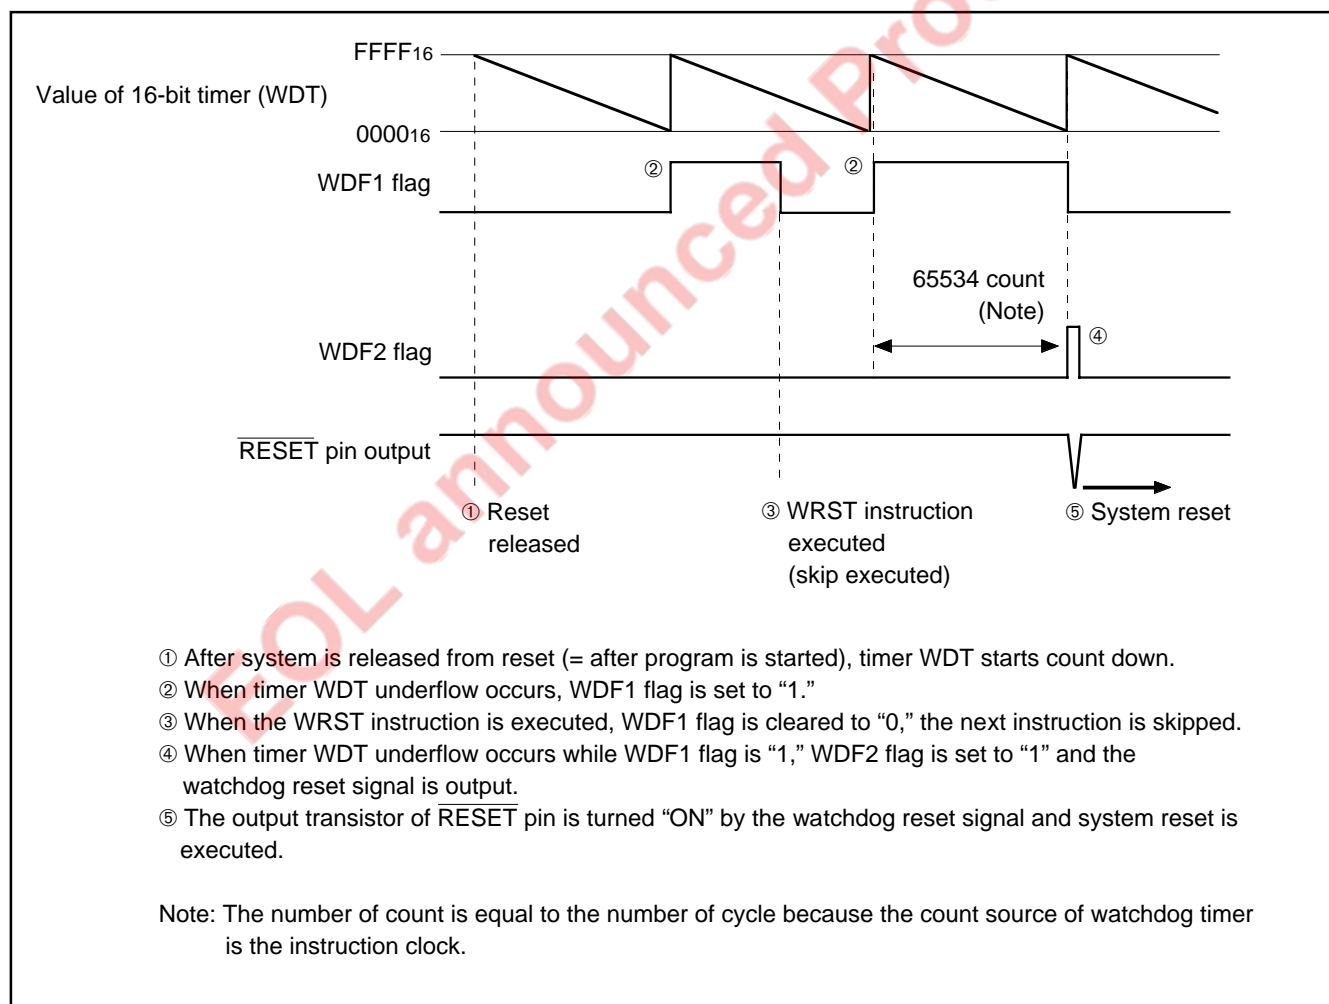 FFFF16
Value of 16-bit timer (WDT)
000016
WDF1 flag
②
②
65534 count
(Note)
WDF2 flag
④
RESET pin output
① Reset
released
③ WRST instruction
executed
(skip executed)
⑤ System reset
① After system is released from reset (= after program is started), timer WDT starts count down.
② When timer WDT underflow occurs, WDF1 flag is set to “1.”
③ When the WRST instruction is executed, WDF1 flag is cleared to “0,” the next instruction is skipped.
④ When timer WDT underflow occurs while WDF1 flag is “1,” WDF2 flag is set to “1” and the
watchdog reset signal is output.
⑤ The output transistor of RESET pin is turned “ON” by the watchdog reset signal and system reset is
executed.
Note: The number of count is equal to the number of cycle because the count source of watchdog timer
is the instruction clock.
EOL announced Pro